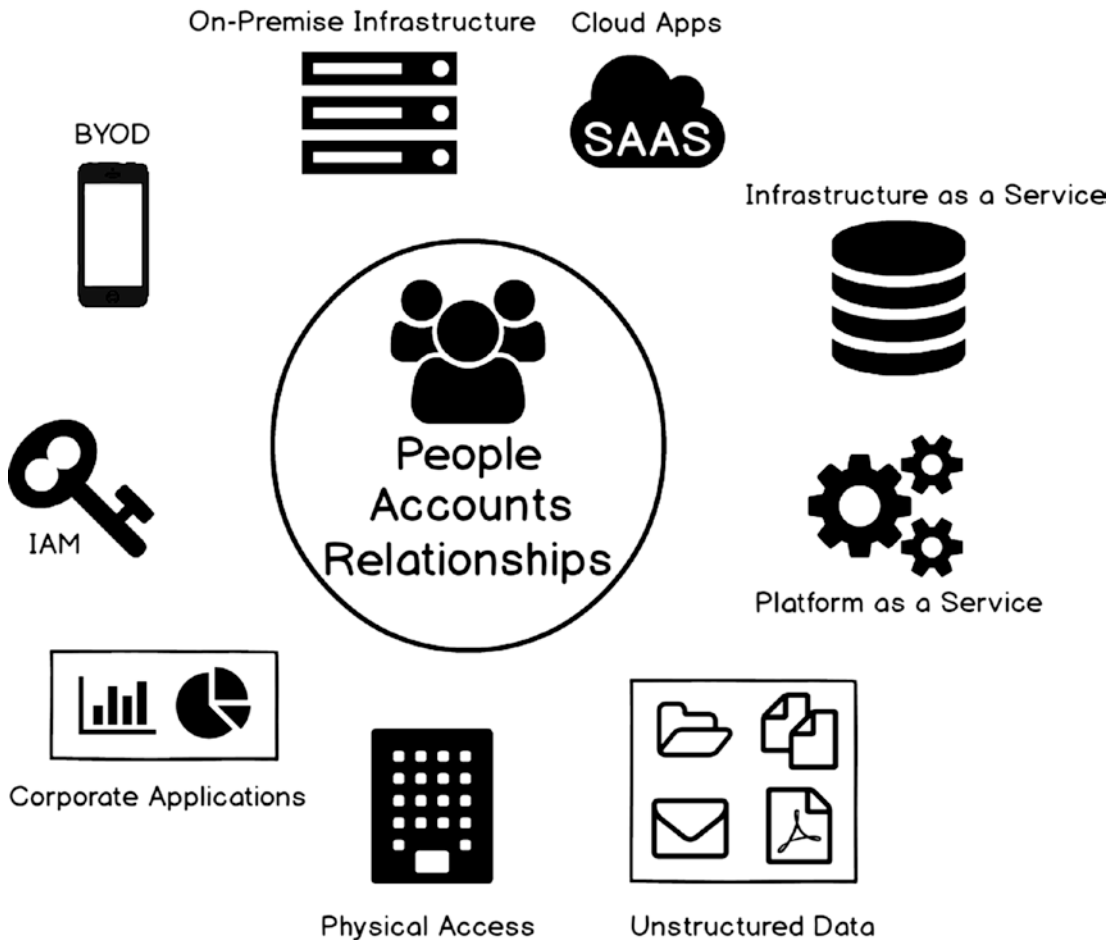 On-Premise Infrastructure
Cloud Apps
SAAS
BYOD
Infrastructure as a Service
People
Accounts
Relationships
IAM
Platform as a Service
Corporate Applications
Physical Access
Unstructured Data